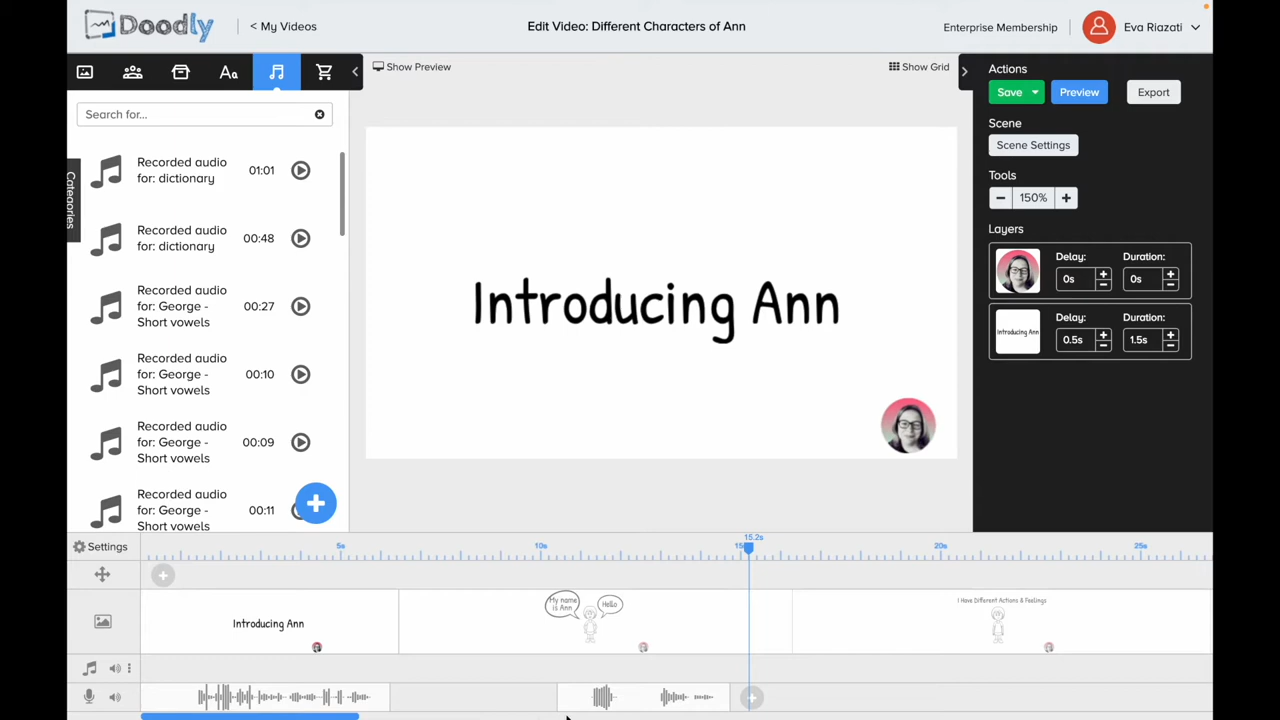 Doodly
< My Videos
Edit Video: Different Characters of Ann
Enterprise Membership
Eva Riazati
Aa
Show Preview
Show Grid
Actions
Save
Preview
Export
Scene
Scene Settings
Tools
150%
Layers
Delay:
Duration:
0s
0s
Introducing Ann
Delay:
Duration:
0.5s
1.5s
Search for...
Categories
Recorded audio
for: dictionary
01:01
Recorded audio
for: dictionary
00:48
Recorded audio
for: George -
Short vowels
00:27
Recorded audio
for: George -
Short vowels
00:10
Recorded audio
for: George -
Short vowels
00:09
Recorded audio
for: George -
Short vowels
00:11
Introducing Ann
Settings
5s
10s
15.2s
20s
25s
Introducing Ann
My name
is Ann
Hello
I Have Different Actions & Feelings